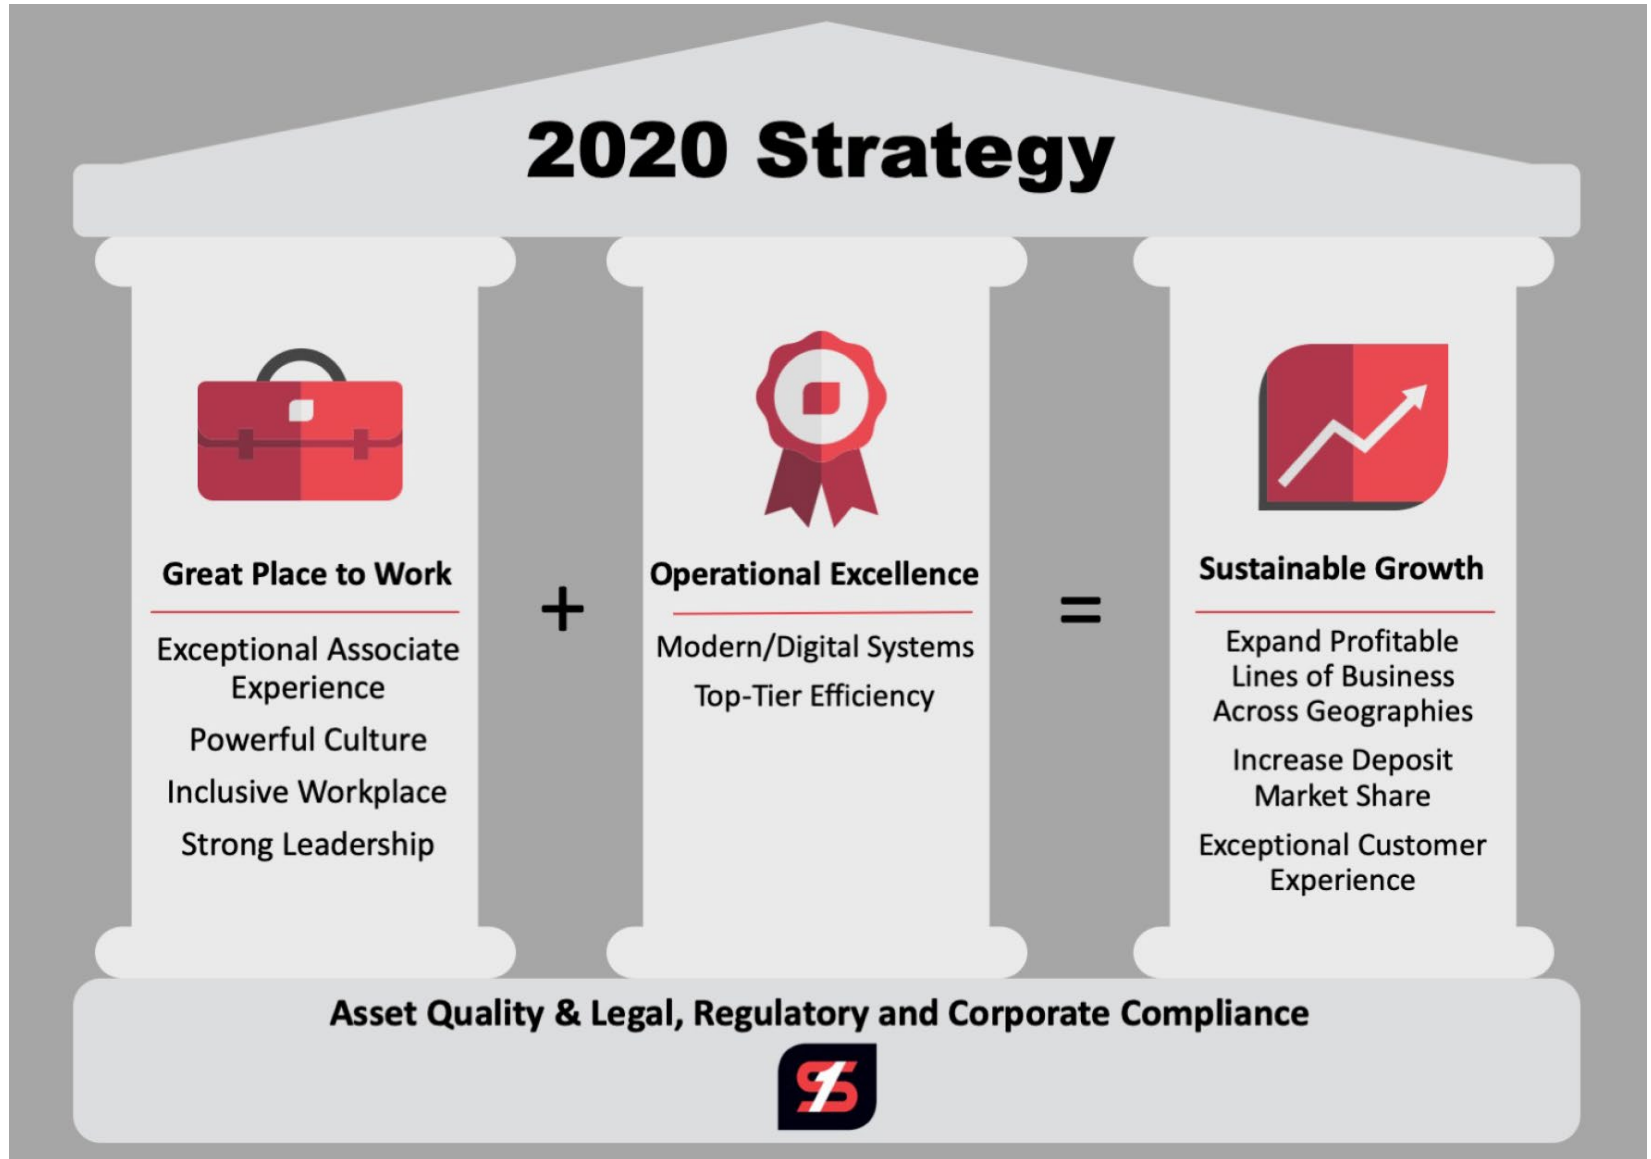 2020 Strategy
Great Place to Work
Exceptional Associate
Experience
Powerful Culture
Inclusive Workplace
Strong Leadership
+
Operational Excellence
Modern/Digital Systems
Top-Tier Efficiency
=
Sustainable Growth
Expand Profitable
Lines of Business
Across Geographies
Increase Deposit
Market Share
Exceptional Customer
Experience
Asset Quality & Legal, Regulatory and Corporate Compliance
S1